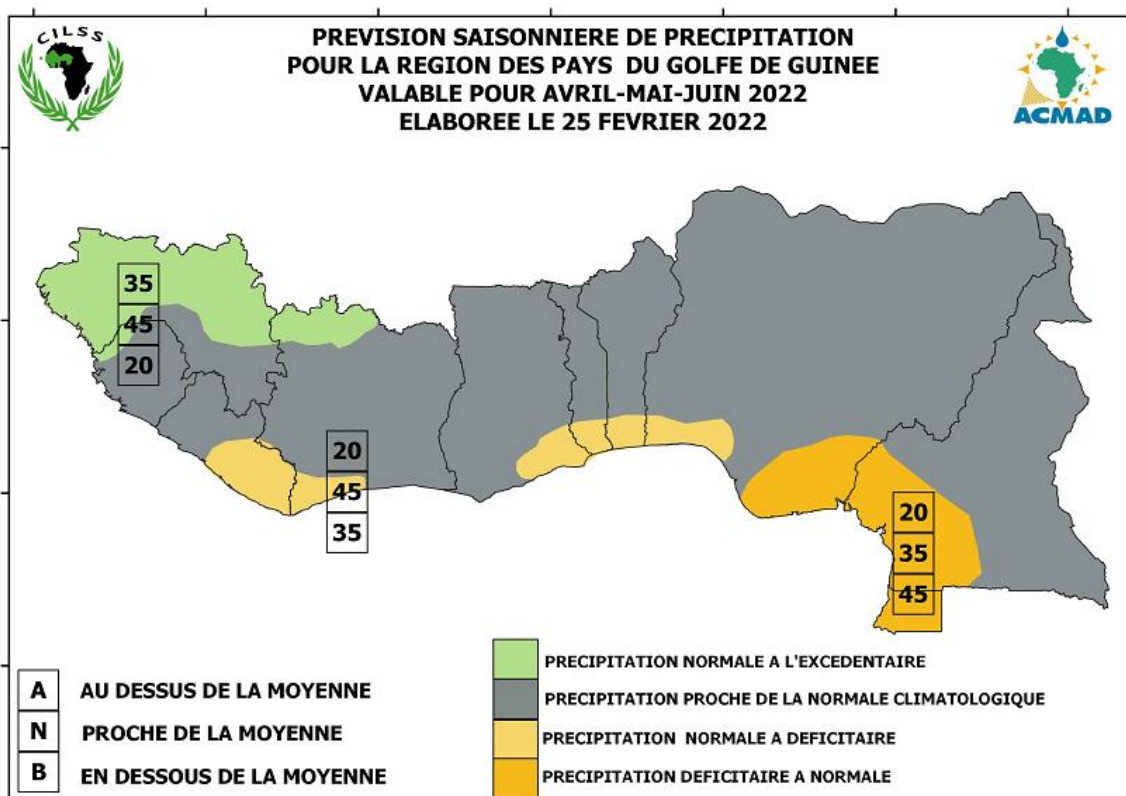 CILSS
PREVISION SAISONNIERE DE PRECIPITATION
POUR LA REGION DES PAYS DU GOLFE DE GUINEE
VALABLE POUR AVRIL-MAI-JUIN 2022
ELABOREE LE 25 FEVRIER 2022
ACMAD
35
45
20
20
45
35
20
35
45
A AU DESSUS DE LA MOYENNE
N PROCHE DE LA MOYENNE
B EN DESSOUS DE LA MOYENNE
PRECIPITATION NORMALE A L'EXCEDENTAIRE
PRECIPITATION PROCHE DE LA NORMALE CLIMATOLOGIQUE
PRECIPITATION NORMALE A DEFICITAIRE
PRECIPITATION DEFICITAIRE A NORMALE